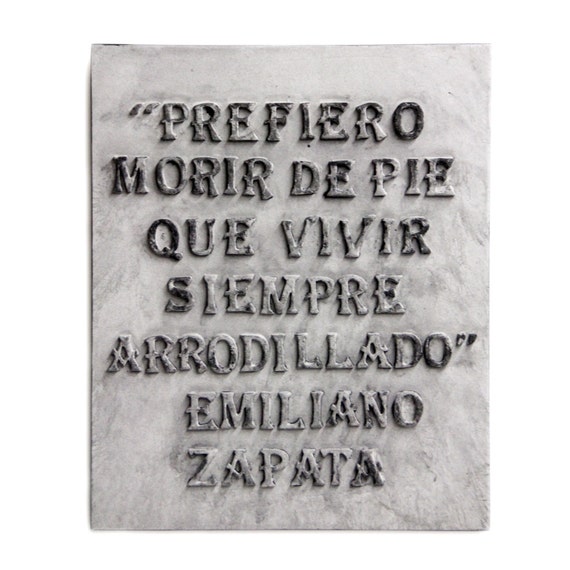 “PREFIERO
MORIR DE PIE
QUE VIVIR
SIEMPRE
ARRODILLADO”
EMILIANO
ZAPATA